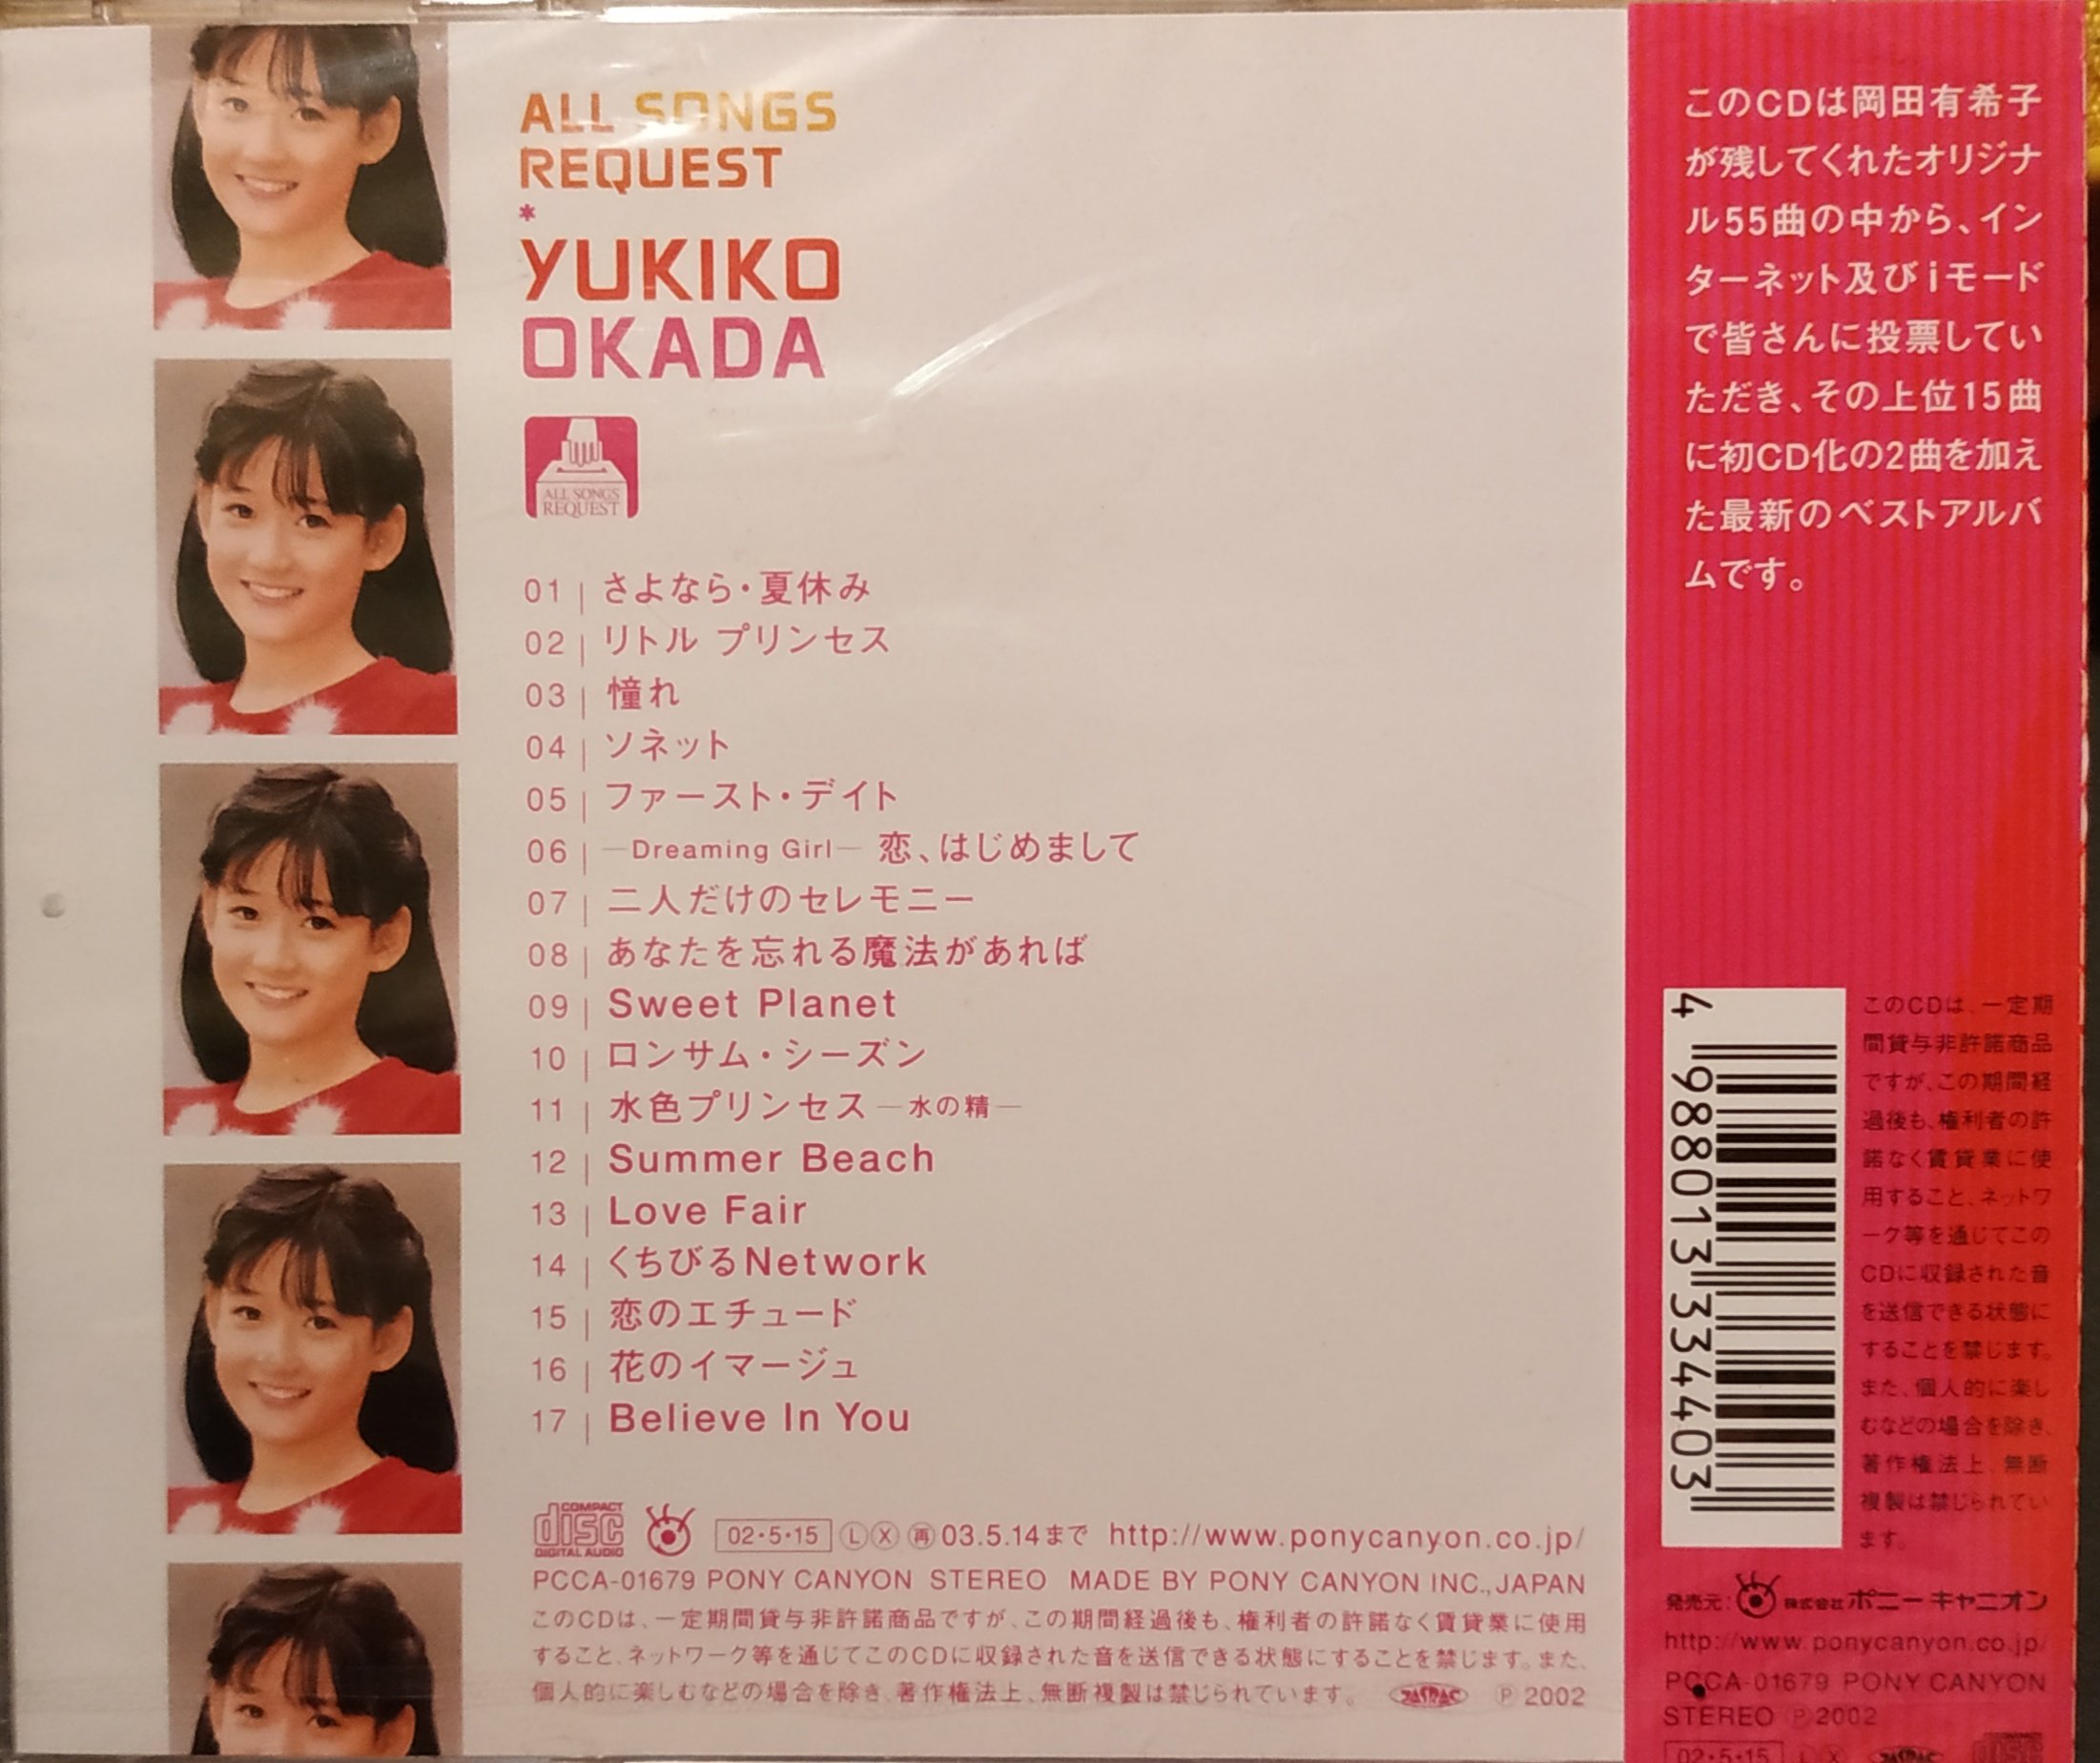 ALL SONGS
REQUEST
*
YUKIKO
OKADA
ALL SONGS
REQUEST
01 | さよなら・夏休み
02 | リトル プリンセス
03 | 憧れ
04 | ソネット
05 | ファースト・デイト
06 | —Dreaming Girl— 恋、はじめまして
07 | 二人だけのセレモニー
08 | あなたを忘れる魔法があれば
09 | Sweet Planet
10 | ロンサム・シーズン
11 | 水色プリンセス —水の精—
12 | Summer Beach
13 | Love Fair
14 | くちびるNetwork
15 | 恋のエチュード
16 | 花のイマージュ
17 | Believe In You
COMPACT
disc
DIGITAL AUDIO
02・5・15 Ⓛ Ⓧ ㊢03.5.14まで http://www.ponycanyon.co.jp/
PCCA-01679 PONY CANYON STEREO MADE BY PONY CANYON INC.,JAPAN
このCDは、一定期間貸与非許諾商品ですが、この期間経過後も、権利者の許諾なく賃貸業に使用
すること、ネットワーク等を通じてこのCDに収録された音を送信できる状態にすることを禁じます。また、
個人的に楽しむなどの場合を除き、著作権法上、無断複製は禁じられています。 JASRAC Ⓟ2002
このCDは岡田有希子
が残してくれたオリジナ
ル55曲の中から、イン
ターネット及びiモード
で皆さんに投票してい
ただき、その上位15曲
に初CD化の2曲を加え
た最新のベストアルバ
ムです。
4 988013 334403
このCDは、一定期
間貸与非許諾商品
ですが、この期間経
過後も、権利者の許
諾なく賃貸業に使
用すること、ネットワ
ーク等を通じてこの
CDに収録された音
を送信できる状態に
することを禁じます。
また、個人的に楽し
むなどの場合を除き、
著作権法上、無断
複製は禁じられてい
ます。
発売元: 株式会社ポニーキャニオン
http://www.ponycanyon.co.jp/
PCCA-01679 PONY CANYON
STEREO Ⓟ2002
02・5・15 Ⓛ Ⓧ JASRAC